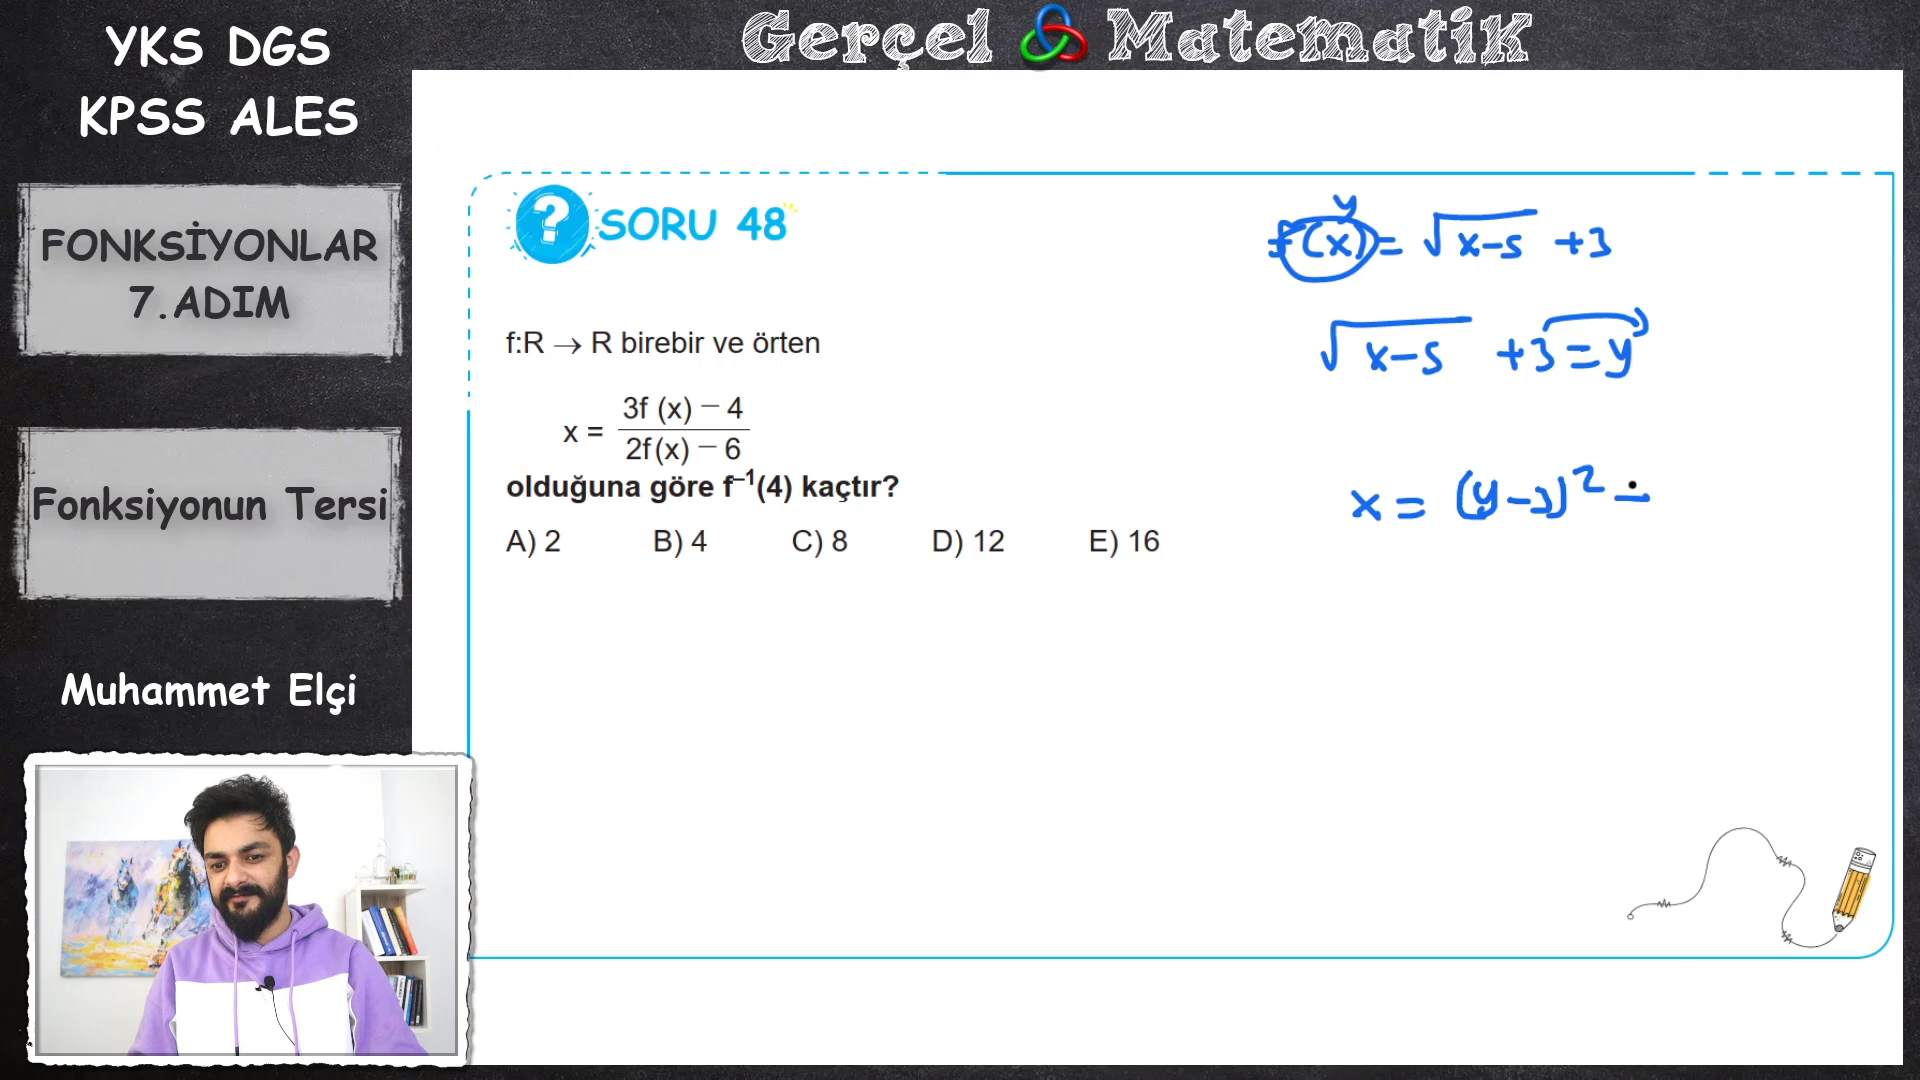 YKS DGS
KPSS ALES
Gerçel Matematik
FONKSİYONLAR
7.ADIM
Fonksiyonun Tersi
Muhammet Elçi
? SORU 48
f:R → R birebir ve örten
x = (3f (x) − 4) / (2f(x) − 6)
olduğuna göre f⁻¹(4) kaçtır?
A) 2 B) 4 C) 8 D) 12 E) 16
y
f(x) = √(x−5) +3
√(x−5) +3 = y
x = (y−3)² −